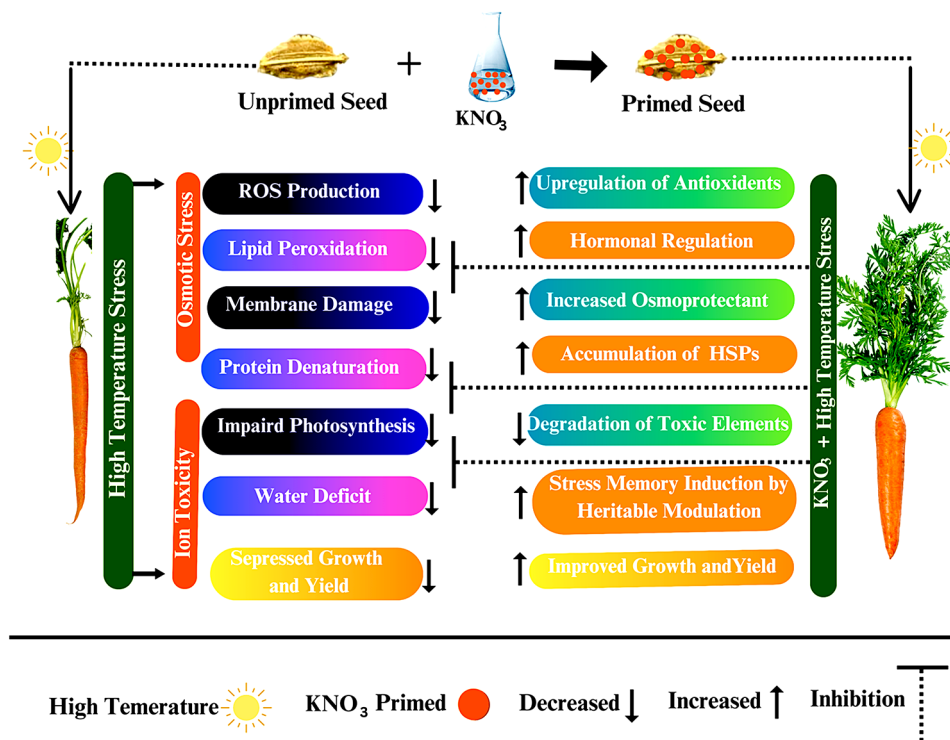 Unprimed Seed
+
KNO₃
Primed Seed
High Temperature Stress
Osmotic Stress
Ion Toxicity
ROS Production
Lipid Peroxidation
Membrane Damage
Protein Denaturation
Impaird Photosynthesis
Water Deficit
Sepressed Growth
and Yield
Upregulation of Antioxidents
Hormonal Regulation
Increased Osmoprotectant
Accumulation of HSPs
Degradation of Toxic Elements
Stress Memory Induction by
Heritable Modulation
Improved Growth andYield
KNO₃ + High Temperature Stress
High Temerature
KNO₃ Primed
Decreased
Increased
Inhibition